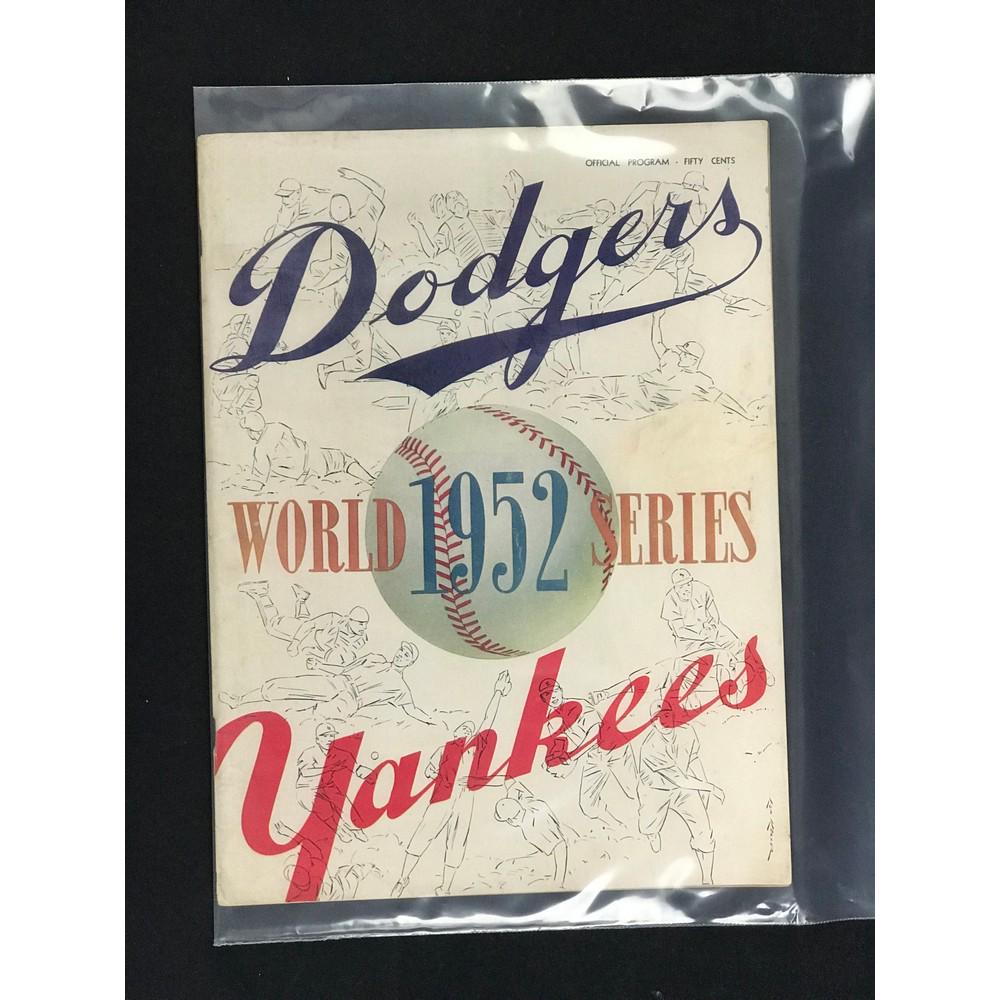 OFFICIAL PROGRAM • FIFTY CENTS
Dodgers
WORLD 1952 SERIES
Yankees